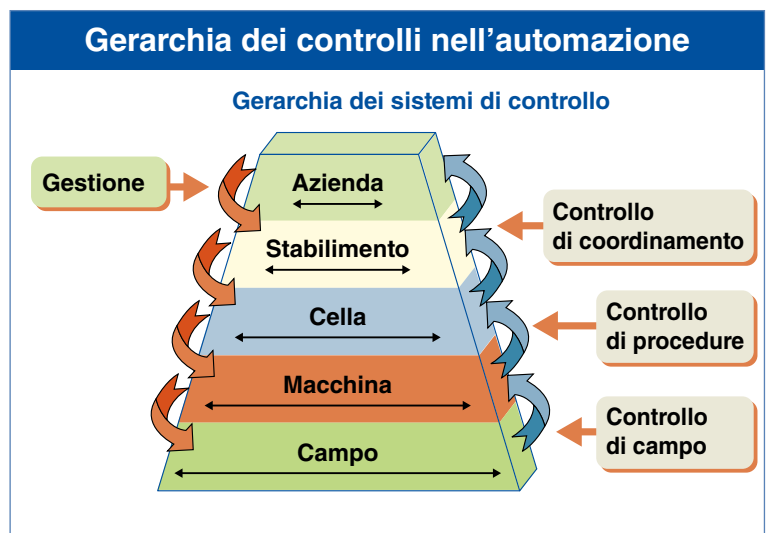 Gerarchia dei controlli nell'automazione
Gerarchia dei sistemi di controllo
Gestione
Azienda
Stabilimento
Cella
Macchina
Campo
Controllo
di coordinamento
Controllo
di procedure
Controllo
di campo